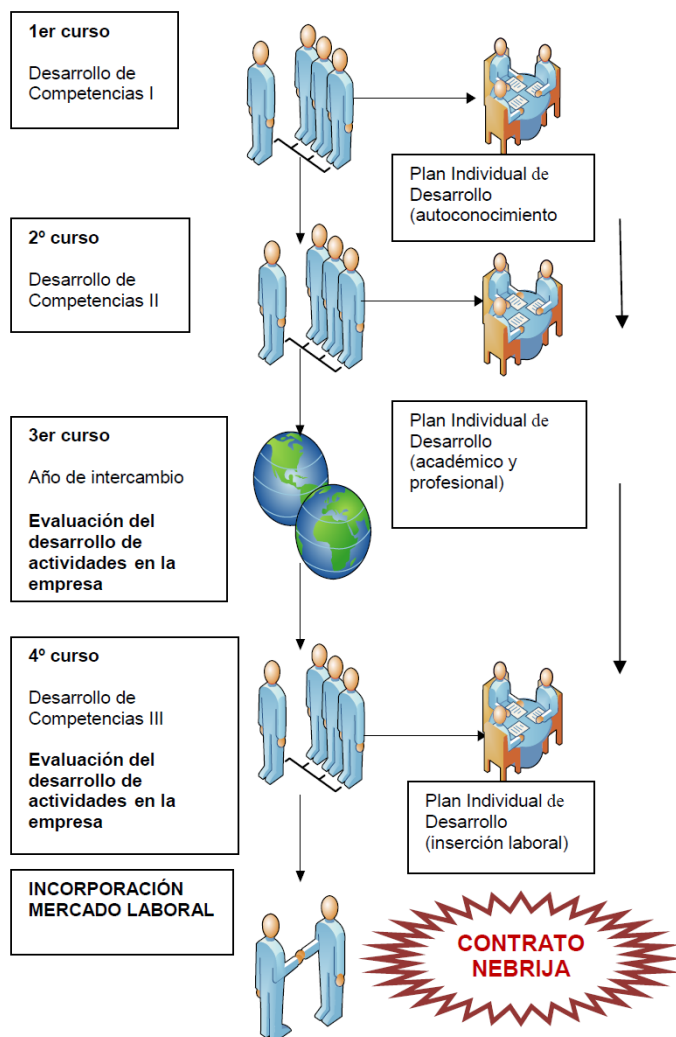 1er curso
Desarrollo de
Competencias I
Plan Individual de
Desarrollo
(autoconocimiento
2º curso
Desarrollo de
Competencias II
Plan Individual de
Desarrollo
(académico y
profesional)
3er curso
Año de intercambio
Evaluación del
desarrollo de
actividades en la
empresa
4º curso
Desarrollo de
Competencias III
Evaluación del
desarrollo de
actividades en la
empresa
Plan Individual de
Desarrollo
(inserción laboral)
INCORPORACIÓN
MERCADO LABORAL
CONTRATO
NEBRIJA